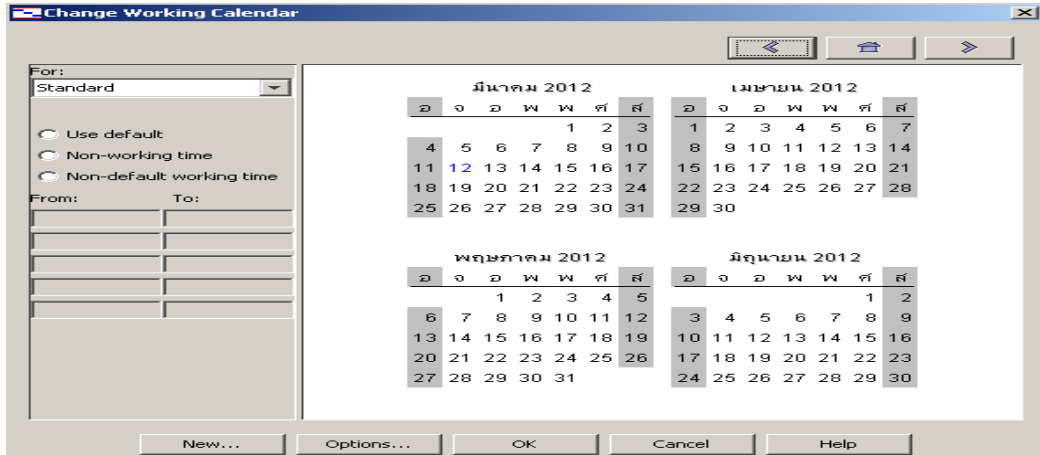 Change Working Calendar
For:
Standard
Use default
Non-working time
Non-default working time
From: To:
มีนาคม 2012
อ จ อ พ พ ศ ส
1 2 3
4 5 6 7 8 9 10
11 12 13 14 15 16 17
18 19 20 21 22 23 24
25 26 27 28 29 30 31
เมษายน 2012
อ จ อ พ พ ศ ส
1 2 3 4 5 6 7
8 9 10 11 12 13 14
15 16 17 18 19 20 21
22 23 24 25 26 27 28
29 30
พฤษภาคม 2012
อ จ อ พ พ ศ ส
1 2 3 4 5
6 7 8 9 10 11 12
13 14 15 16 17 18 19
20 21 22 23 24 25 26
27 28 29 30 31
มิถุนายน 2012
อ จ อ พ พ ศ ส
1 2
3 4 5 6 7 8 9
10 11 12 13 14 15 16
17 18 19 20 21 22 23
24 25 26 27 28 29 30
New... Options... OK Cancel Help